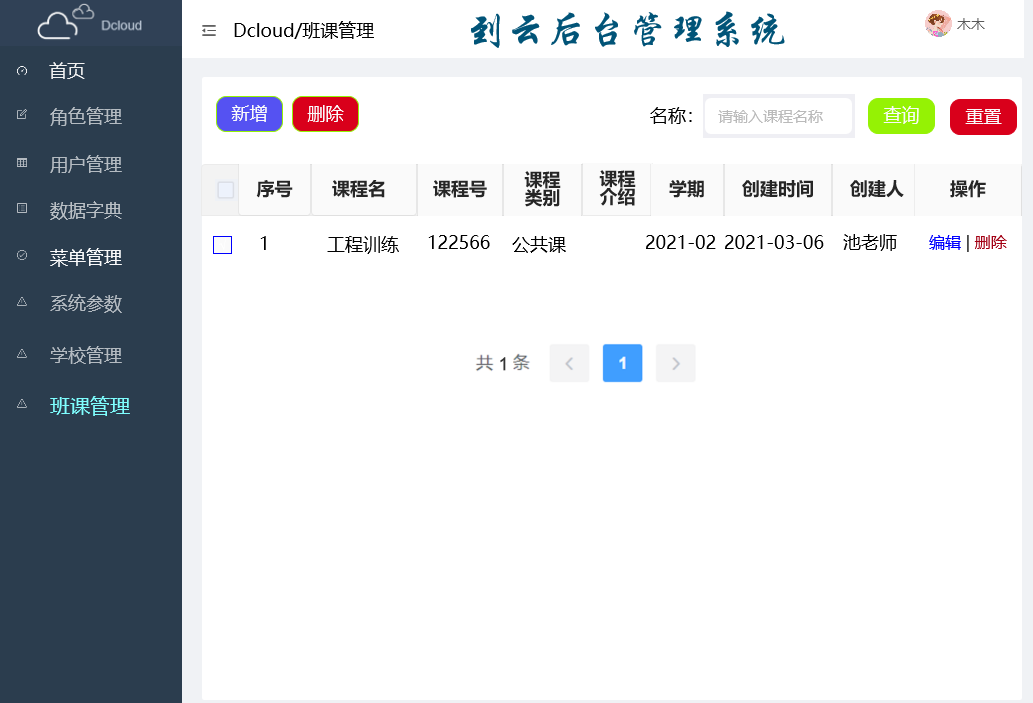 Dcloud
Dcloud/班课管理
到云后台管理系统
木木
首页
角色管理
用户管理
数据字典
菜单管理
系统参数
学校管理
班课管理
新增 删除 名称: 请输入课程名称 查询 重置
序号 课程名 课程号 课程类别 课程介绍 学期 创建时间 创建人 操作
1 工程训练 122566 公共课 2021-02 2021-03-06 池老师 编辑 | 删除
共 1 条 < 1 >